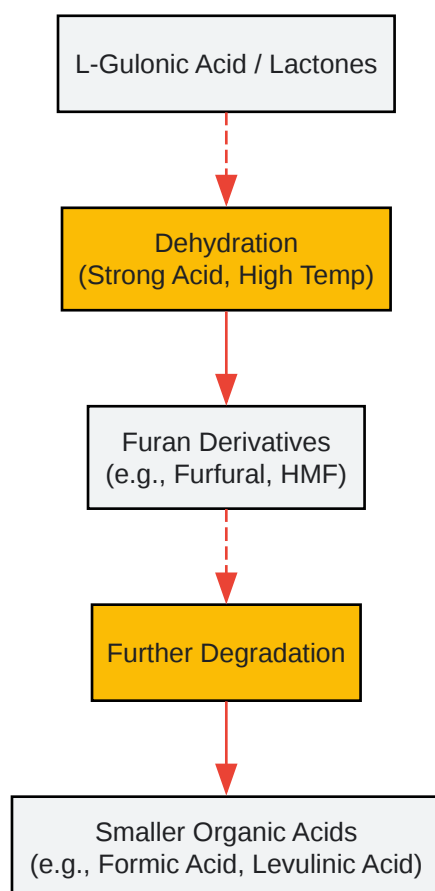 L-Gulonic Acid / Lactones
Dehydration
(Strong Acid, High Temp)
Furan Derivatives
(e.g., Furfural, HMF)
Further Degradation
Smaller Organic Acids
(e.g., Formic Acid, Levulinic Acid)